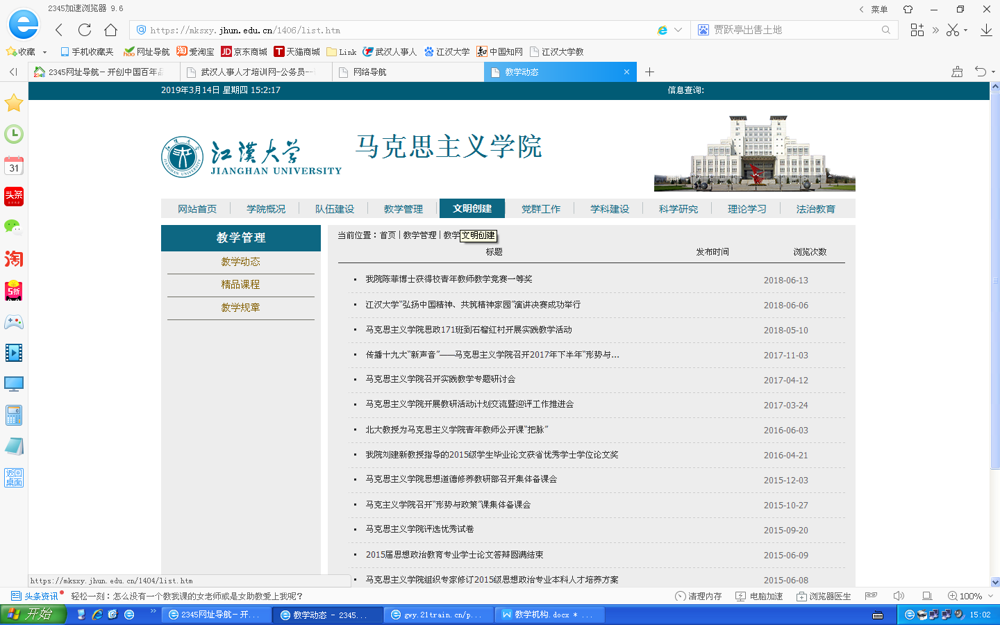 2345加速浏览器 9.6
菜单
https://mksxy.jhun.edu.cn/1406/list.htm
贾跃亭出售土地
收藏 手机收藏夹 网址导航 爱淘宝 京东商城 天猫商城 Link 武汉人事人 江汉大学 中国知网 江汉大学教
2345网址导航－开创中国百年品
武汉人事人才培训网-公务员--
网络导航
教学动态
2019年3月14日 星期四 15:2:17
信息查询:
江汉大学
JIANGHAN UNIVERSITY
马克思主义学院
网站首页 学院概况 队伍建设 教学管理 文明创建 党群工作 学科建设 科学研究 理论学习 法治教育
教学管理
教学动态
精品课程
教学规章
当前位置：首页 | 教学管理 | 教学
文明创建
标题 发布时间 浏览次数
我院陈菲博士获得校青年教师教学竞赛一等奖 2018-06-13
江汉大学“弘扬中国精神、共筑精神家园”演讲决赛成功举行 2018-06-06
马克思主义学院思政171班到石榴红村开展实践教学活动 2018-05-10
传播十九大“新声音”——马克思主义学院召开2017年下半年“形势与... 2017-11-03
马克思主义学院召开实践教学专题研讨会 2017-04-12
马克思主义学院开展教研活动计划交流暨迎评工作推进会 2017-03-24
北大教授为马克思主义学院青年教师公开课“把脉” 2016-06-03
我院刘建新教授指导的2015级学生毕业论文获省优秀学士学位论文奖 2016-04-21
马克思主义学院思想道德修养教研部召开集体备课会 2015-12-03
马克主义学院召开“形势与政策”课集体备课会 2015-10-27
马克思主义学院评选优秀试卷 2015-09-20
2015届思想政治教育专业学士论文答辩圆满结束 2015-06-09
马克思主义学院组织专家修订2015级思想政治专业本科人才培养方案 2015-06-08
31
头条
淘
5折
返回
桌面
https://mksxy.jhun.edu.cn/1404/list.htm
头条资讯 轻松一刻：怎么没有一个教我课的女老师或是女助教爱上我呢？
清理内存 电脑加速 浏览器医生 100%
开始
2345网址导航－开... 教学动态 - 2345... gwy.21train.cn/p... 教学机构.docx * ...
15:02